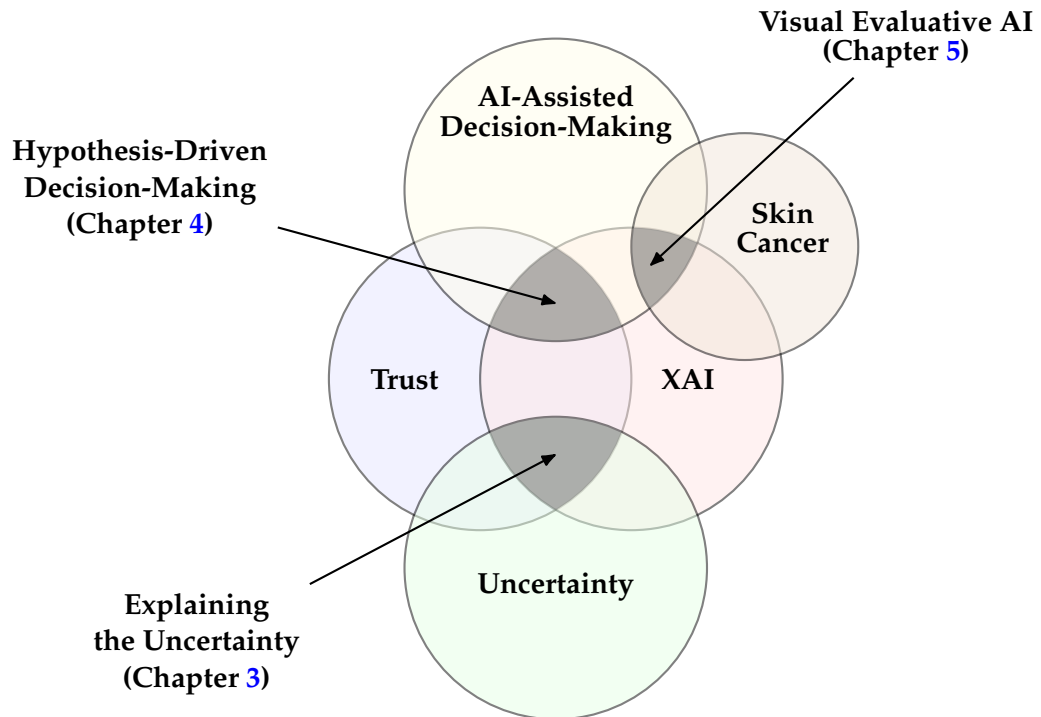 Visual Evaluative AI
(Chapter 5)
AI-Assisted
Decision-Making
Hypothesis-Driven
Decision-Making
(Chapter 4)
Skin
Cancer
Trust
XAI
Uncertainty
Explaining
the Uncertainty
(Chapter 3)